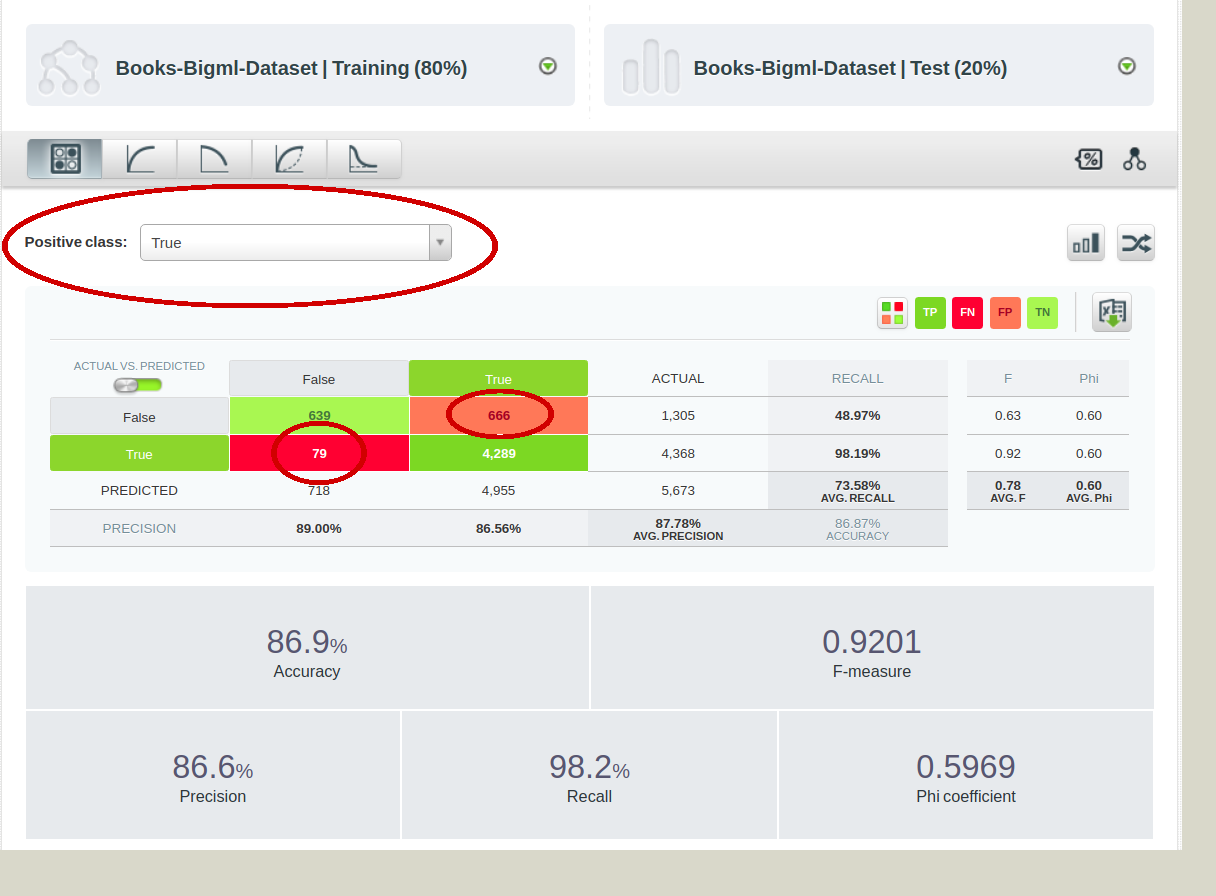 Books-Bigml-Dataset | Training (80%)
Books-Bigml-Dataset | Test (20%)
%
Positive class: True
TP FN FP TN
X
ACTUAL VS. PREDICTED False True ACTUAL RECALL F Phi
False 639 666 1,305 48.97% 0.63 0.60
True 79 4,289 4,368 98.19% 0.92 0.60
PREDICTED 718 4,955 5,673 73.58% 0.78 0.60
AVG. RECALL AVG. F AVG. Phi
PRECISION 89.00% 86.56% 87.78% 86.87%
AVG. PRECISION ACCURACY
86.9% 0.9201
Accuracy F-measure
86.6% 98.2% 0.5969
Precision Recall Phi coefficient